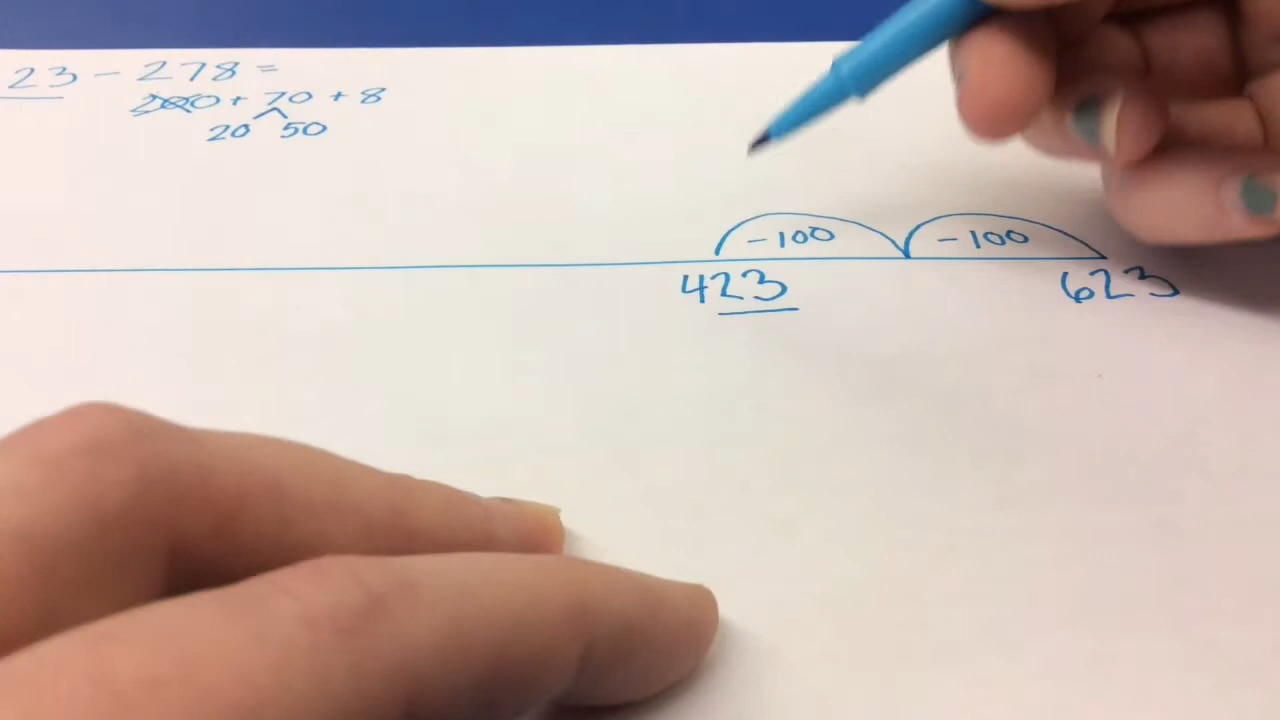 23 - 278 =
200 + 70 + 8
20 50
-100 -100
423 623